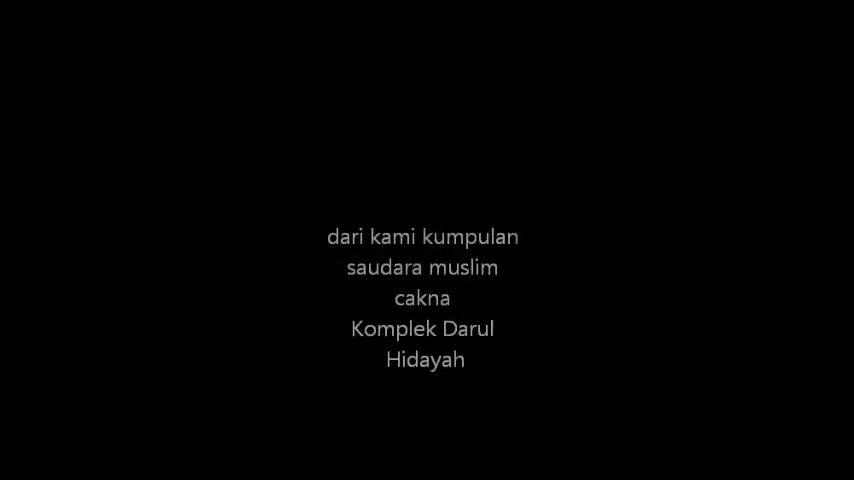 dari kami kumpulan
saudara muslim
cakna
Komplek Darul
Hidayah